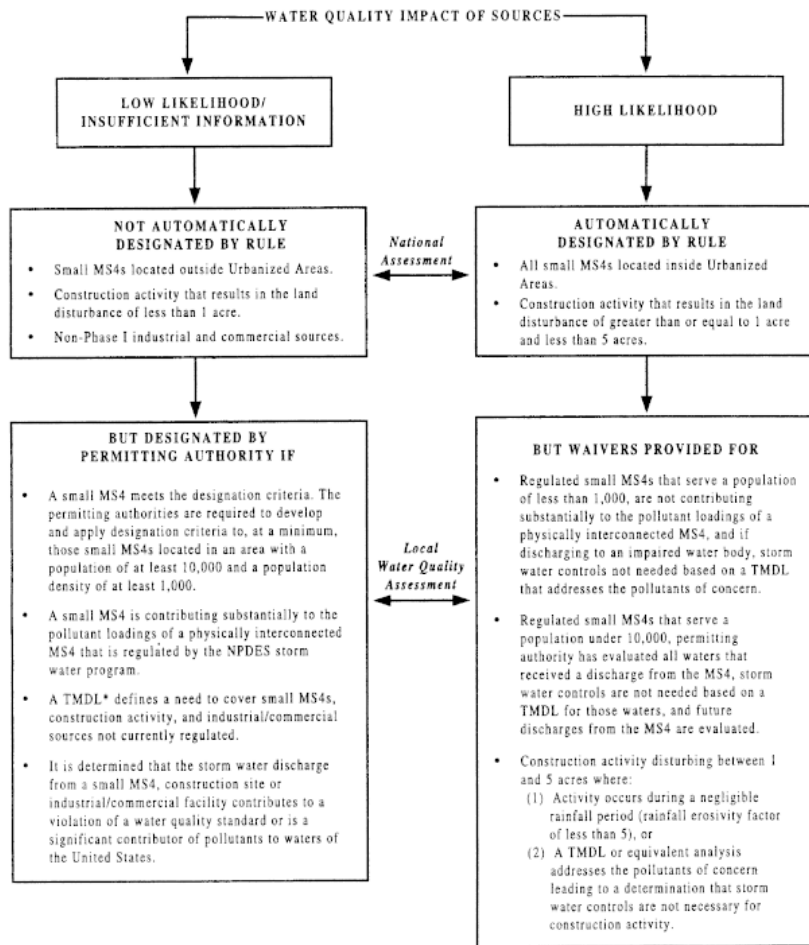 WATER QUALITY IMPACT OF SOURCES
LOW LIKELIHOOD/
INSUFFICIENT INFORMATION
HIGH LIKELIHOOD
NOT AUTOMATICALLY
DESIGNATED BY RULE
• Small MS4s located outside Urbanized Areas.
• Construction activity that results in the land
disturbance of less than 1 acre.
• Non-Phase I industrial and commercial sources.
National
Assessment
AUTOMATICALLY
DESIGNATED BY RULE
• All small MS4s located inside Urbanized
Areas.
• Construction activity that results in the land
disturbance of greater than or equal to 1 acre
and less than 5 acres.
BUT DESIGNATED BY
PERMITTING AUTHORITY IF
• A small MS4 meets the designation criteria. The
permitting authorities are required to develop
and apply designation criteria to, at a minimum,
those small MS4s located in an area with a
population of at least 10,000 and a population
density of at least 1,000.
• A small MS4 is contributing substantially to the
pollutant loadings of a physically interconnected
MS4 that is regulated by the NPDES storm
water program.
• A TMDL* defines a need to cover small MS4s,
construction activity, and industrial/commercial
sources not currently regulated.
• It is determined that the storm water discharge
from a small MS4, construction site or
industrial/commercial facility contributes to a
violation of a water quality standard or is a
significant contributor of pollutants to waters of
the United States.
Local
Water Quality
Assessment
BUT WAIVERS PROVIDED FOR
• Regulated small MS4s that serve a population
of less than 1,000, are not contributing
substantially to the pollutant loadings of a
physically interconnected MS4, and if
discharging to an impaired water body, storm
water controls not needed based on a TMDL
that addresses the pollutants of concern.
• Regulated small MS4s that serve a
population under 10,000, permitting
authority has evaluated all waters that
received a discharge from the MS4, storm
water controls are not needed based on a
TMDL for those waters, and future
discharges from the MS4 are evaluated.
• Construction activity disturbing between 1
and 5 acres where:
(1) Activity occurs during a negligible
rainfall period (rainfall erosivity factor
of less than 5), or
(2) A TMDL or equivalent analysis
addresses the pollutants of concern
leading to a determination that storm
water controls are not necessary for
construction activity.